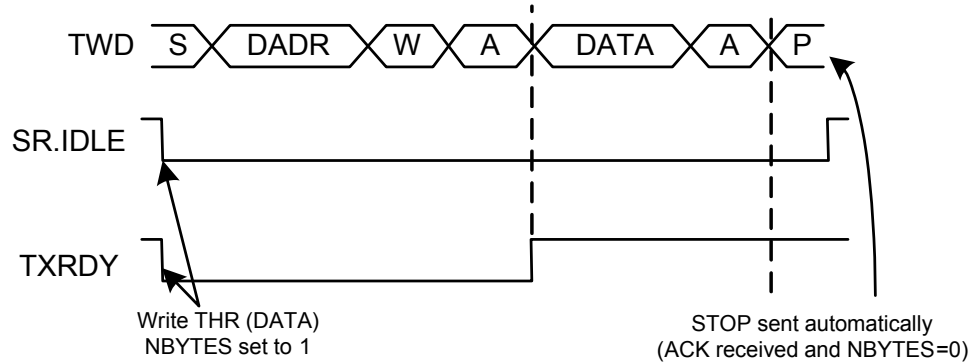 TWD S DADR W A DATA A P
SR.IDLE
TXRDY
Write THR (DATA)
NBYTES set to 1
STOP sent automatically
(ACK received and NBYTES=0)